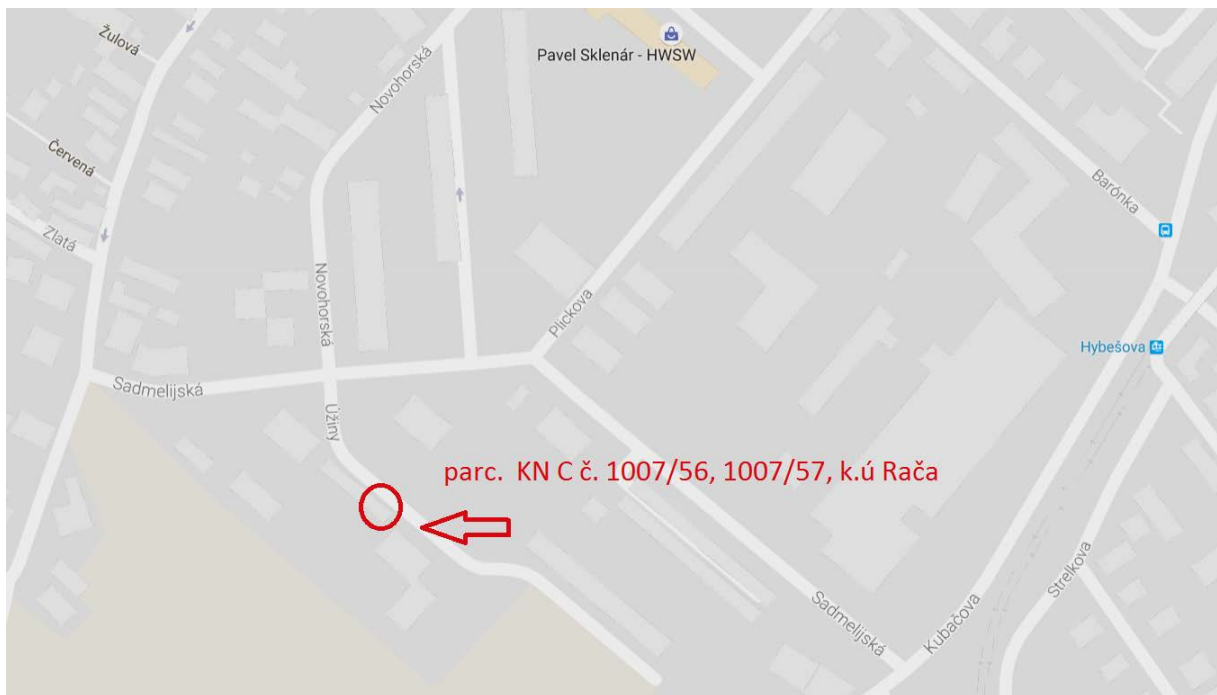 Žulová
Pavel Sklenár - HWSW
Novohorská
Červená
Barónka
Zlatá
Novohorská
Plickova
Hybešova
Sadmelijská
Úžiny
parc. KN C č. 1007/56, 1007/57, k.ú Rača
Sadmelijská
Kubačova
Strelkova